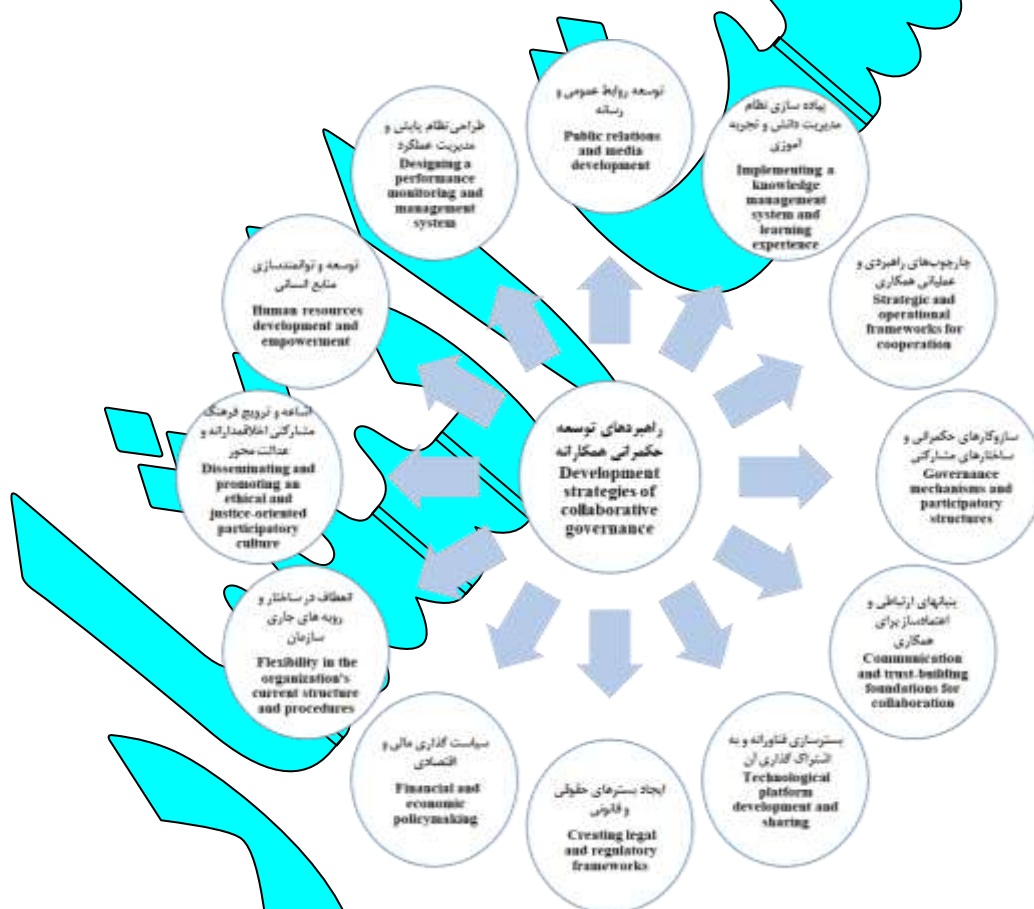 راهبردهای توسعه
حکمرانی همکارانه
Development
strategies of
collaborative
governance
توسعه روابط عمومی و
رسانه
Public relations
and media
development
پیاده سازی نظام
مدیریت دانش و تجربه
آموزی
Implementing a
knowledge
management
system and
learning
experience
چارچوب‌های راهبردی و
عملیاتی همکاری
Strategic and
operational
frameworks for
cooperation
سازوکارهای حکمرانی و
ساختارهای مشارکتی
Governance
mechanisms and
participatory
structures
بنیانهای ارتباطی و
اعتمادساز برای
همکاری
Communication
and trust-building
foundations for
collaboration
بسترسازی فناورانه و به
اشتراک گذاری آن
Technological
platform
development and
sharing
ایجاد بسترهای حقوقی
و قانونی
Creating legal
and regulatory
frameworks
سیاست گذاری مالی و
اقتصادی
Financial and
economic
policymaking
انعطاف در ساختار و
رویه های جاری
سازمان
Flexibility in the
organization's
current structure
and procedures
اشاعه و ترویج فرهنگ
مشارکتی اخلاقمدارانه و
عدالت محور
Disseminating and
promoting an
ethical and
justice-oriented
participatory
culture
توسعه و توانمندسازی
منابع انسانی
Human resources
development and
empowerment
طراحی نظام پایش و
مدیریت عملکرد
Designing a
performance
monitoring and
management
system